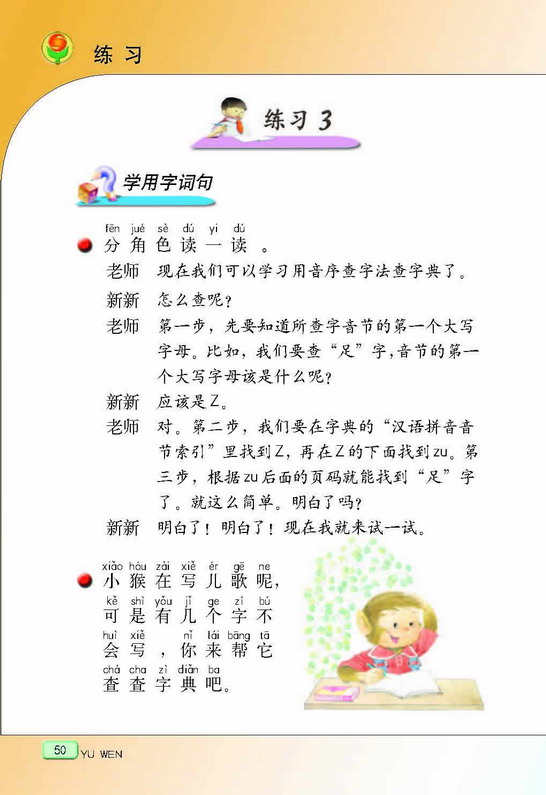 练习
练习 3
学用字词句
fēn jué sè dú yi dú
分角色读一读。
老师 现在我们可以学习用音序查字法查字典了。
新新 怎么查呢？
老师 第一步，先要知道所查字音节的第一个大写
字母。比如，我们要查“足”字，音节的第一
个大写字母该是什么呢？
新新 应该是Z。
老师 对。第二步，我们要在字典的“汉语拼音音
节索引”里找到Z，再在Z的下面找到zu。第
三步，根据zu后面的页码就能找到“足”字
了。就这么简单。明白了吗？
新新 明白了！明白了！现在我就来试一试。
xiǎo hóu zài xiě ér gē ne
小猴在写儿歌呢，
kě shì yǒu jǐ ge zì bú
可是有几个字不
huì xiě nǐ lái bāng tā
会写，你来帮它
chá cha zì diǎn ba
查查字典吧。
50 YU WEN